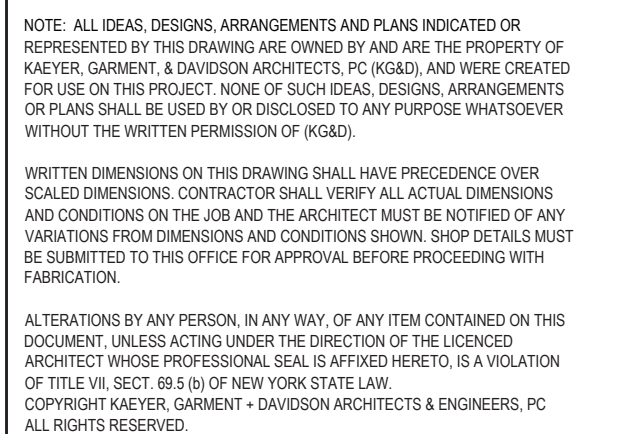 NOTE: ALL IDEAS, DESIGNS, ARRANGEMENTS AND PLANS INDICATED OR
REPRESENTED BY THIS DRAWING ARE OWNED BY AND ARE THE PROPERTY OF
KAEYER, GARMENT, & DAVIDSON ARCHITECTS, PC (KG&D), AND WERE CREATED
FOR USE ON THIS PROJECT. NONE OF SUCH IDEAS, DESIGNS, ARRANGEMENTS
OR PLANS SHALL BE USED BY OR DISCLOSED TO ANY PURPOSE WHATSOEVER
WITHOUT THE WRITTEN PERMISSION OF (KG&D).
WRITTEN DIMENSIONS ON THIS DRAWING SHALL HAVE PRECEDENCE OVER
SCALED DIMENSIONS. CONTRACTOR SHALL VERIFY ALL ACTUAL DIMENSIONS
AND CONDITIONS ON THE JOB AND THE ARCHITECT MUST BE NOTIFIED OF ANY
VARIATIONS FROM DIMENSIONS AND CONDITIONS SHOWN. SHOP DETAILS MUST
BE SUBMITTED TO THIS OFFICE FOR APPROVAL BEFORE PROCEEDING WITH
FABRICATION.
ALTERATIONS BY ANY PERSON, IN ANY WAY, OF ANY ITEM CONTAINED ON THIS
DOCUMENT, UNLESS ACTING UNDER THE DIRECTION OF THE LICENCED
ARCHITECT WHOSE PROFESSIONAL SEAL IS AFFIXED HERETO, IS A VIOLATION
OF TITLE VII, SECT. 69.5 (b) OF NEW YORK STATE LAW.
COPYRIGHT KAEYER, GARMENT + DAVIDSON ARCHITECTS & ENGINEERS, PC
ALL RIGHTS RESERVED.